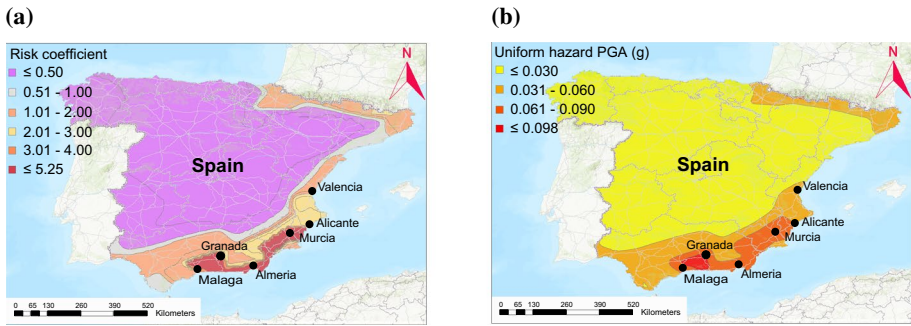 (a)
Risk coefficient
≤ 0.50
0.51 - 1.00
1.01 - 2.00
2.01 - 3.00
3.01 - 4.00
≤ 5.25
N
Spain
Valencia
Alicante
Murcia
Granada
Almeria
Malaga
0 65 130 260 390 520
Kilometers
(b)
Uniform hazard PGA (g)
≤ 0.030
0.031 - 0.060
0.061 - 0.090
≤ 0.098
N
Spain
Valencia
Alicante
Murcia
Granada
Almeria
Malaga
0 65 130 260 390 520
Kilometers